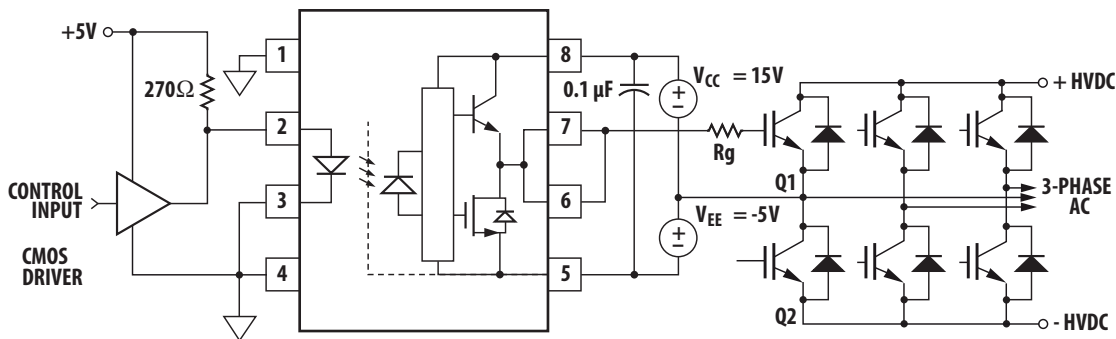 +5V
270Ω
CONTROL
INPUT
CMOS
DRIVER
1
2
3
4
8
7
6
5
0.1 µF
VCC = 15V
VEE = -5V
Rg
Q1
Q2
+ HVDC
3-PHASE
AC
- HVDC